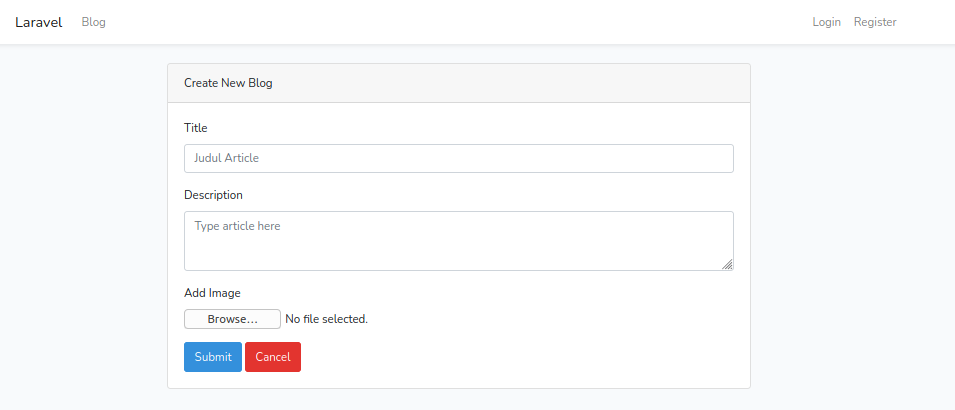 Laravel Blog Login Register
Create New Blog
Title
Judul Article
Description
Type article here
Add Image
Browse... No file selected.
Submit Cancel